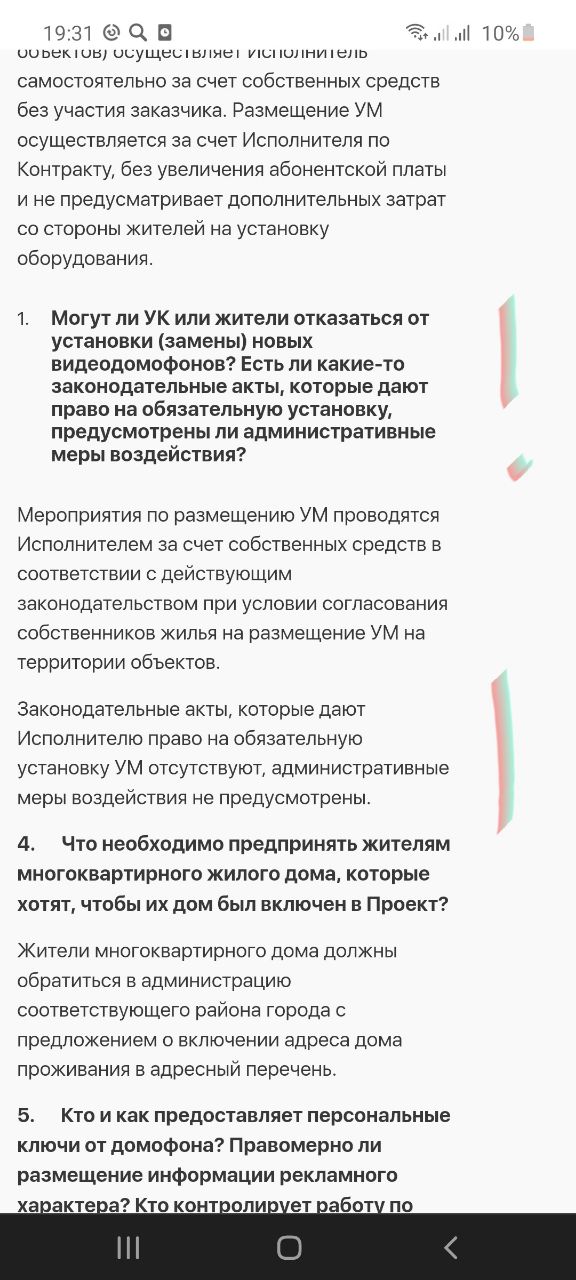 19:31
10%
объектов) осуществляет Исполнитель
самостоятельно за счет собственных средств
без участия заказчика. Размещение УМ
осуществляется за счет Исполнителя по
Контракту, без увеличения абонентской платы
и не предусматривает дополнительных затрат
со стороны жителей на установку
оборудования.
1. Могут ли УК или жители отказаться от
установки (замены) новых
видеодомофонов? Есть ли какие-то
законодательные акты, которые дают
право на обязательную установку,
предусмотрены ли административные
меры воздействия?
Мероприятия по размещению УМ проводятся
Исполнителем за счет собственных средств в
соответствии с действующим
законодательством при условии согласования
собственников жилья на размещение УМ на
территории объектов.
Законодательные акты, которые дают
Исполнителю право на обязательную
установку УМ отсутствуют, административные
меры воздействия не предусмотрены.
4. Что необходимо предпринять жителям
многоквартирного жилого дома, которые
хотят, чтобы их дом был включен в Проект?
Жители многоквартирного дома должны
обратиться в администрацию
соответствующего района города с
предложением о включении адреса дома
проживания в адресный перечень.
5. Кто и как предоставляет персональные
ключи от домофона? Правомерно ли
размещение информации рекламного
характера? Кто контролирует работу по